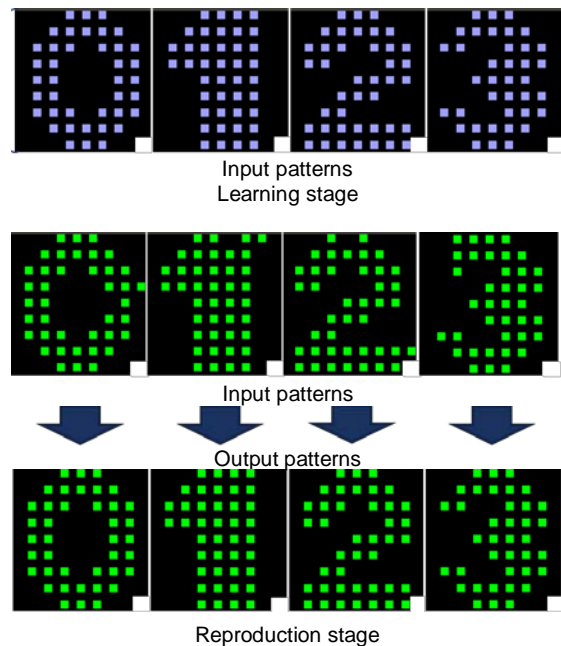 Input patterns
Learning stage
Input patterns
Output patterns
Reproduction stage